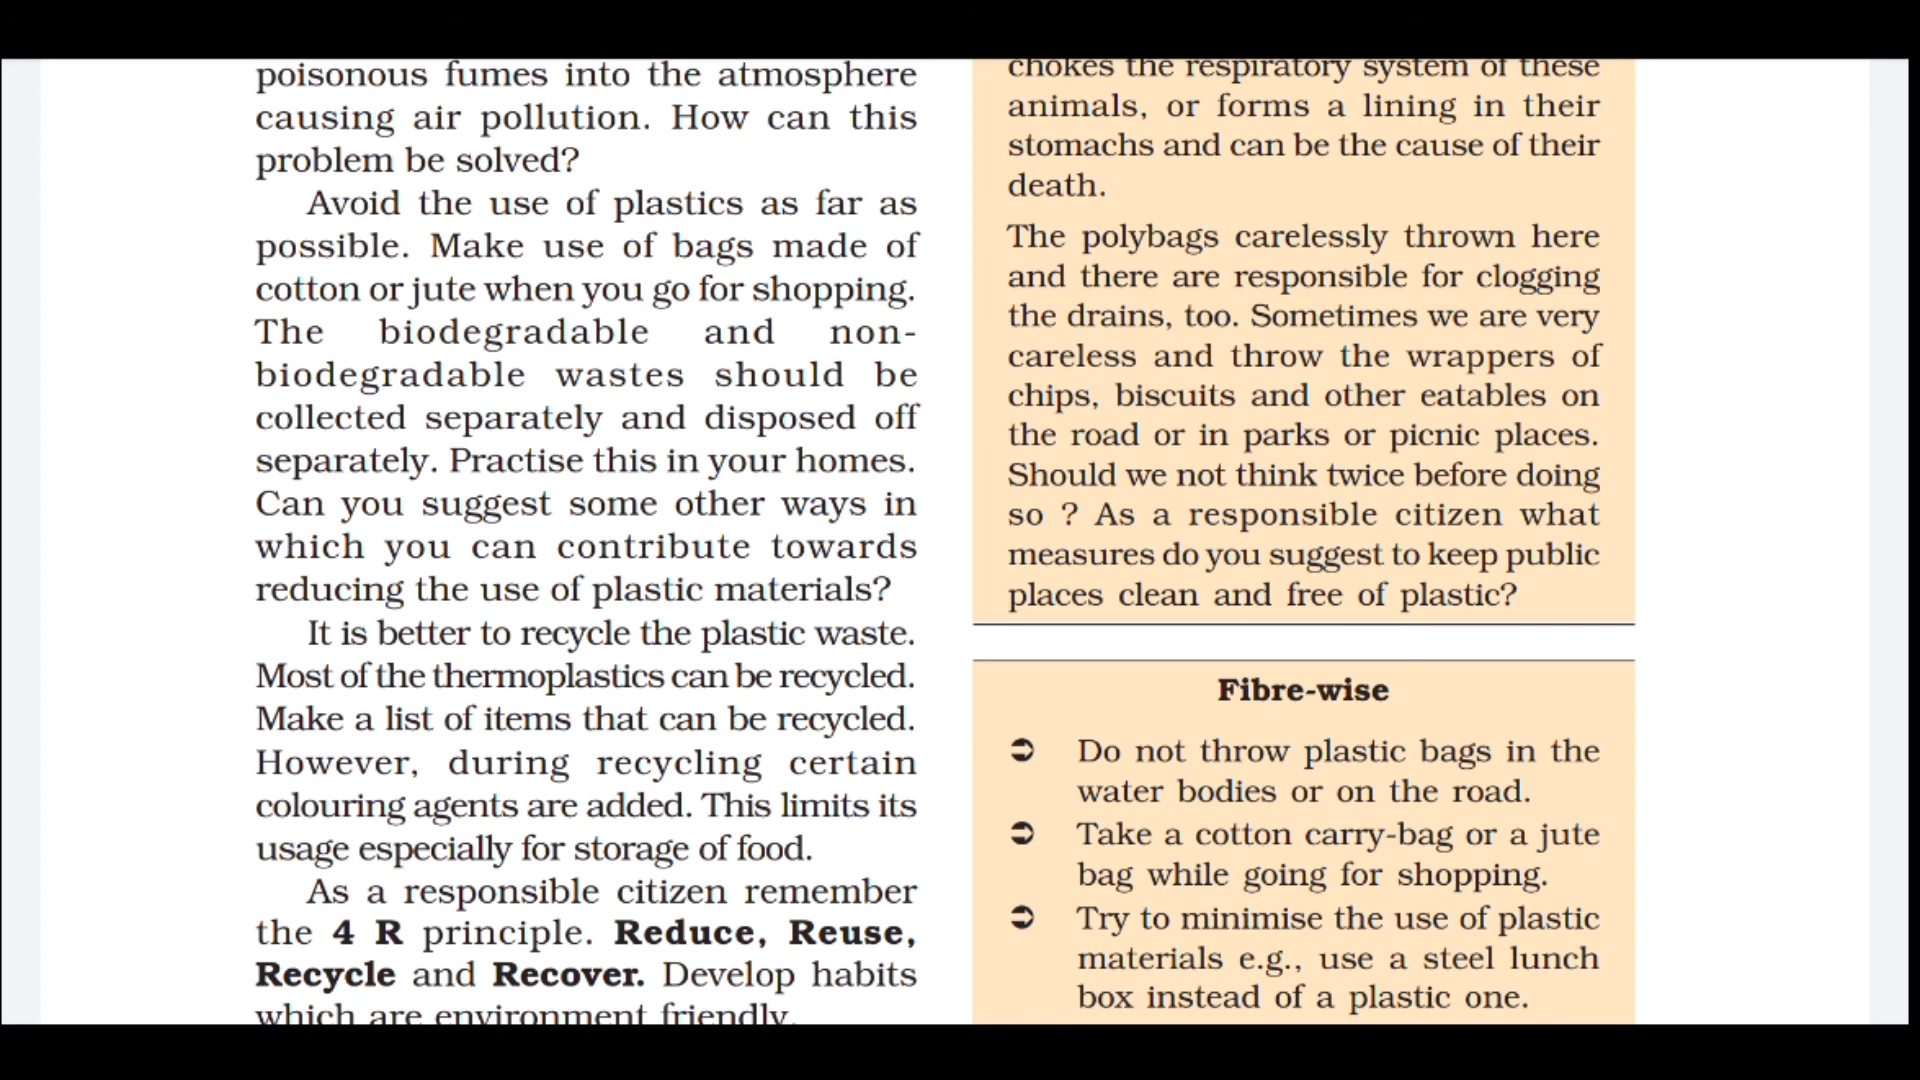 poisonous fumes into the atmosphere
causing air pollution. How can this
problem be solved?
Avoid the use of plastics as far as
possible. Make use of bags made of
cotton or jute when you go for shopping.
The biodegradable and non-
biodegradable wastes should be
collected separately and disposed off
separately. Practise this in your homes.
Can you suggest some other ways in
which you can contribute towards
reducing the use of plastic materials?
It is better to recycle the plastic waste.
Most of the thermoplastics can be recycled.
Make a list of items that can be recycled.
However, during recycling certain
colouring agents are added. This limits its
usage especially for storage of food.
As a responsible citizen remember
the 4 R principle. Reduce, Reuse,
Recycle and Recover. Develop habits
which are environment friendly.
chokes the respiratory system of these
animals, or forms a lining in their
stomachs and can be the cause of their
death.
The polybags carelessly thrown here
and there are responsible for clogging
the drains, too. Sometimes we are very
careless and throw the wrappers of
chips, biscuits and other eatables on
the road or in parks or picnic places.
Should we not think twice before doing
so ? As a responsible citizen what
measures do you suggest to keep public
places clean and free of plastic?
Fibre-wise
➲ Do not throw plastic bags in the
water bodies or on the road.
➲ Take a cotton carry-bag or a jute
bag while going for shopping.
➲ Try to minimise the use of plastic
materials e.g., use a steel lunch
box instead of a plastic one.